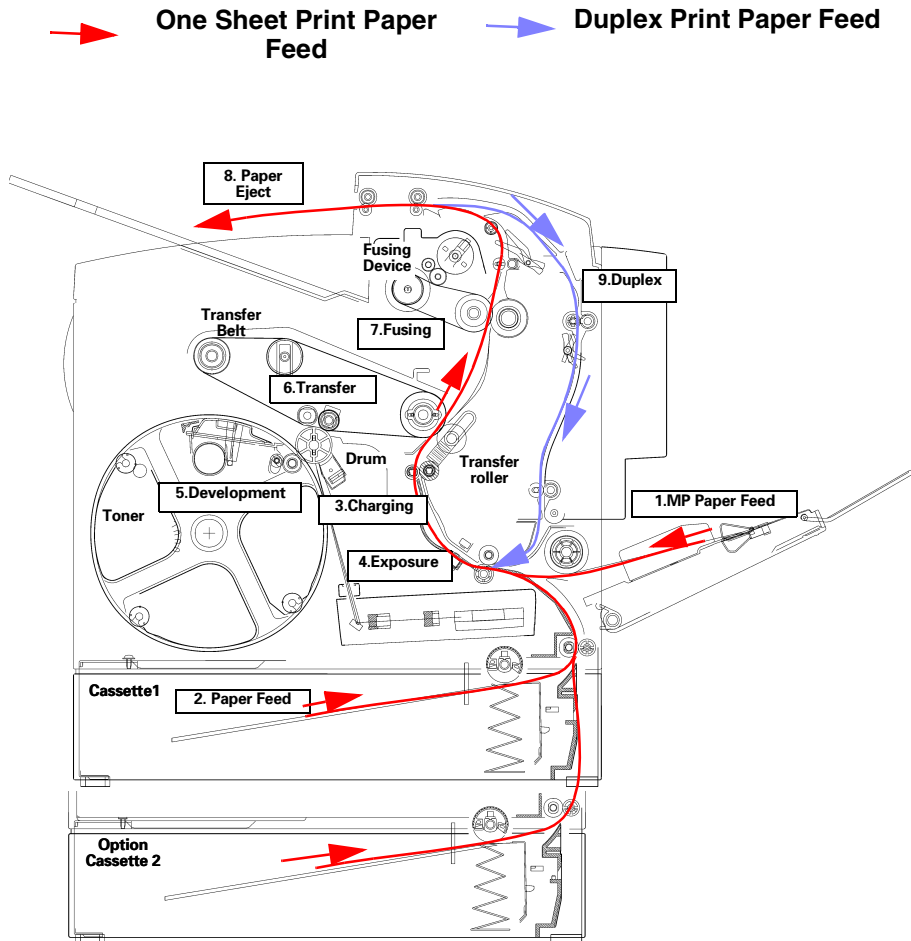 One Sheet Print Paper
Feed
Duplex Print Paper Feed
8. Paper
Eject
Fusing
Device
9.Duplex
Transfer
Belt
7.Fusing
6.Transfer
Drum
Transfer
roller
5.Development
Toner
3.Charging
1.MP Paper Feed
4.Exposure
Cassette1
2. Paper Feed
Option
Cassette 2